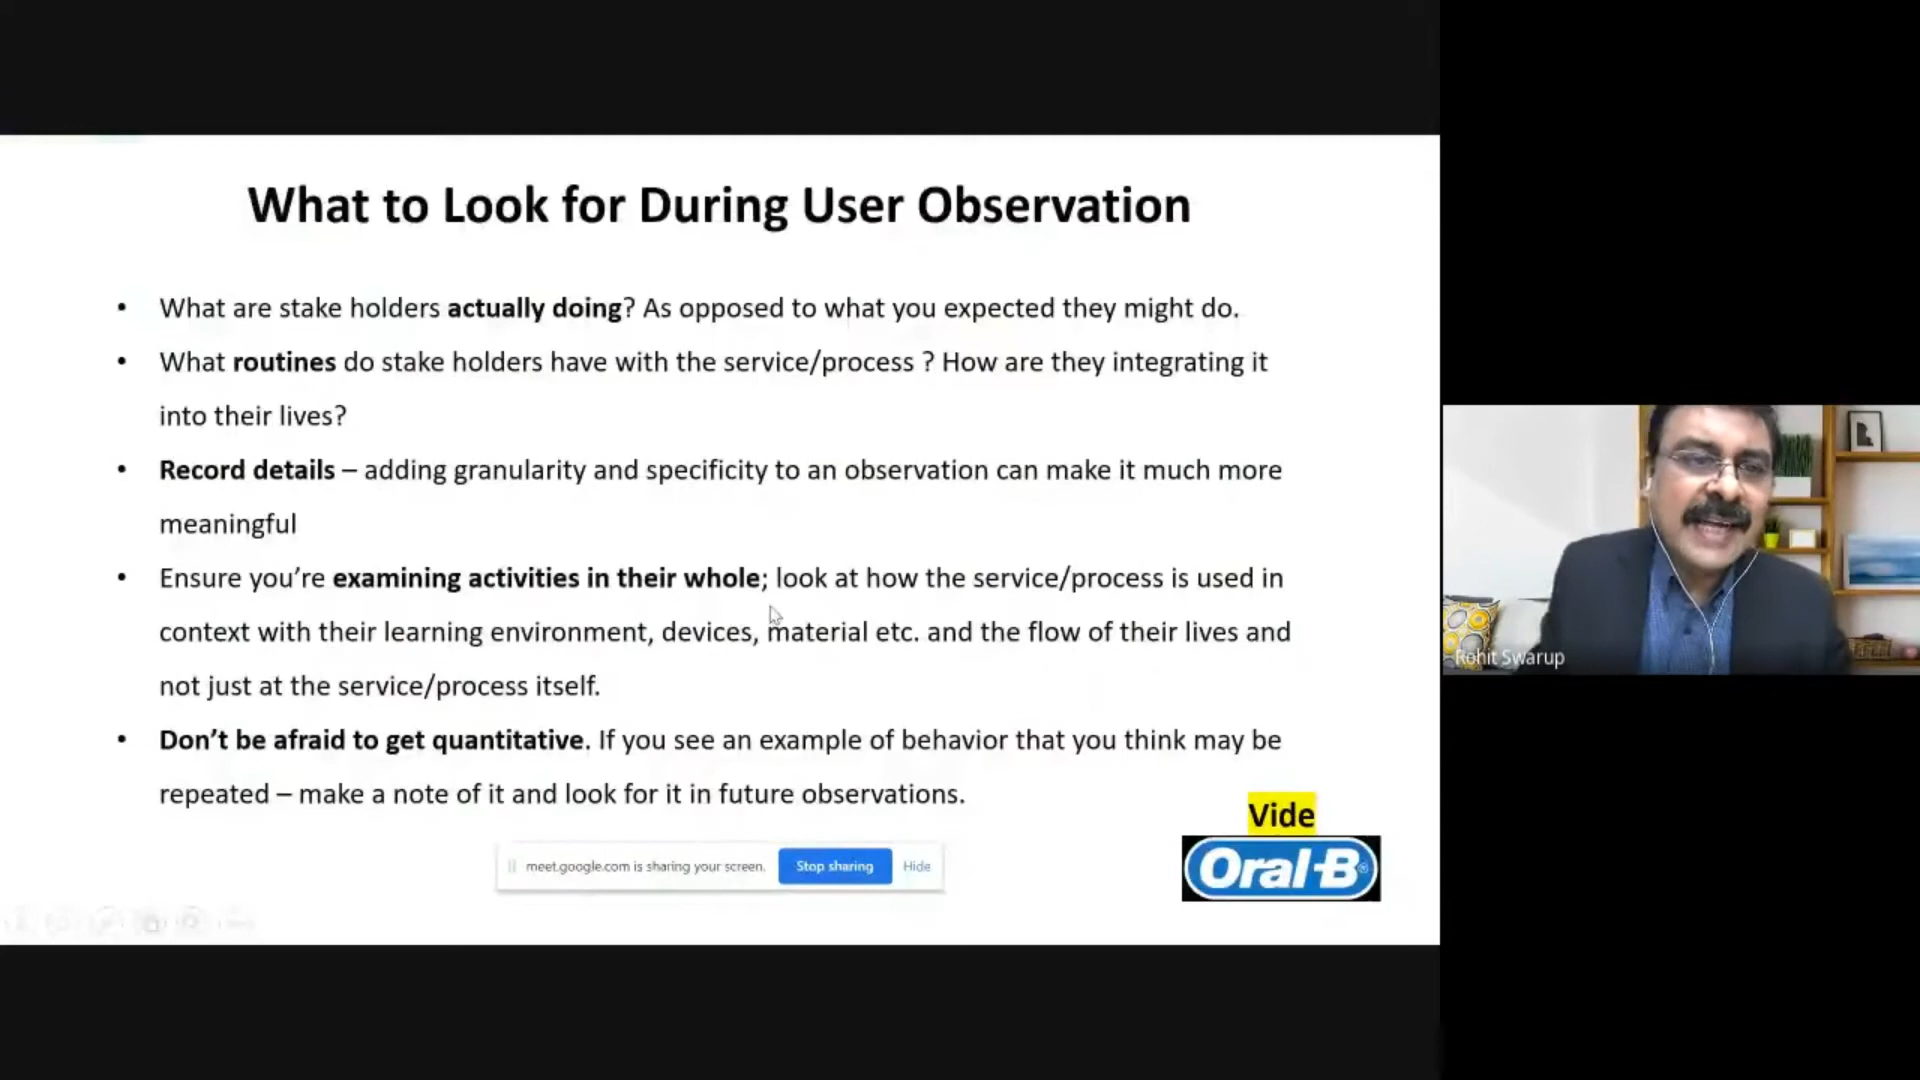 What to Look for During User Observation
• What are stake holders actually doing? As opposed to what you expected they might do.
• What routines do stake holders have with the service/process ? How are they integrating it
into their lives?
• Record details – adding granularity and specificity to an observation can make it much more
meaningful
• Ensure you’re examining activities in their whole; look at how the service/process is used in
context with their learning environment, devices, material etc. and the flow of their lives and
not just at the service/process itself.
• Don’t be afraid to get quantitative. If you see an example of behavior that you think may be
repeated – make a note of it and look for it in future observations.
Vide
Oral-B®
meet.google.com is sharing your screen. Stop sharing Hide
Rohit Swarup